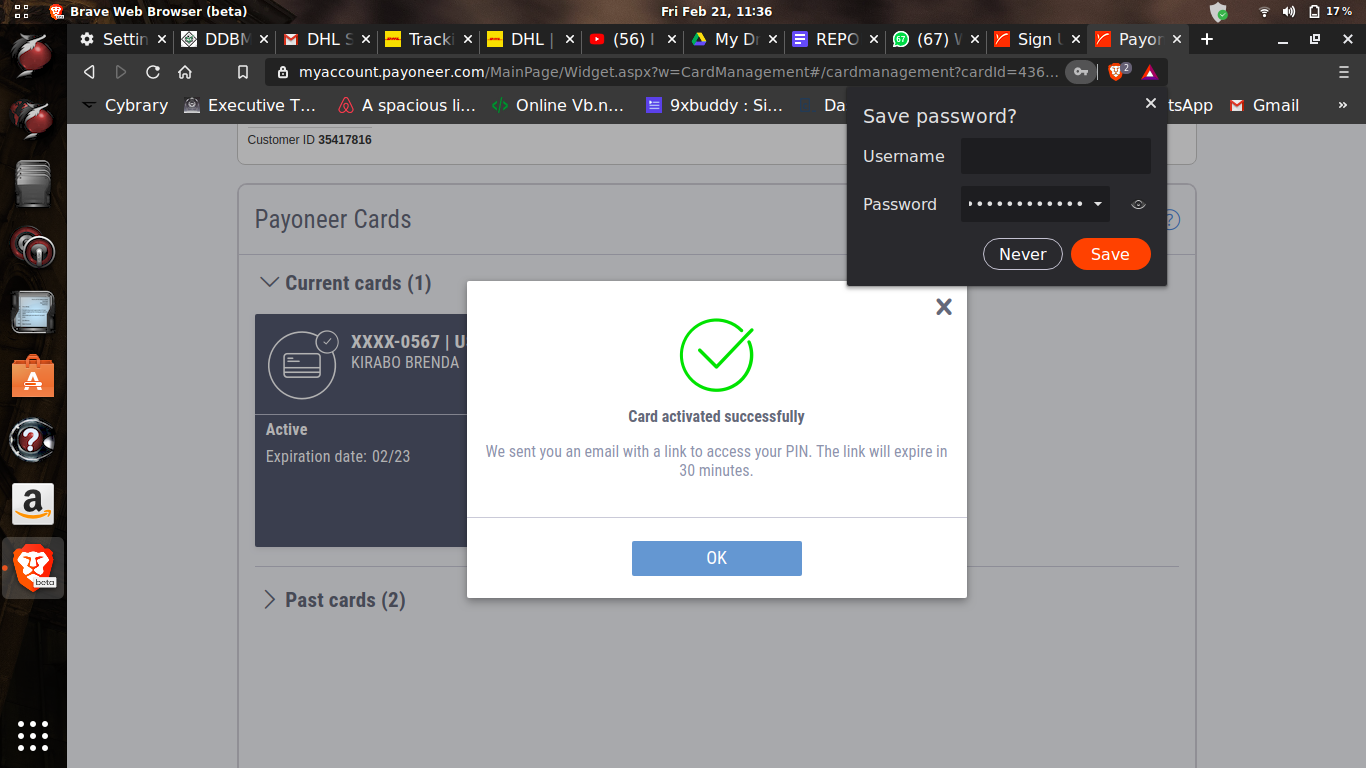 Brave Web Browser (beta)
Fri Feb 21, 11:36
17 %
Settin
DDBM
DHL S
Tracki
DHL |
(56) I
My Dr
REPO
67
(67) W
Sign U
Payon
myaccount.payoneer.com/MainPage/Widget.aspx?w=CardManagement#/cardmanagement?cardId=436...
2
Cybrary
Executive T...
A spacious li...
Online Vb.n...
9xbuddy : Si...
Da
tsApp
Gmail
»
Save password?
Username
Password
Never
Save
Customer ID 35417816
Payoneer Cards
?
Current cards (1)
XXXX-0567 | U
KIRABO BRENDA
Active
Expiration date: 02/23
Card activated successfully
We sent you an email with a link to access your PIN. The link will expire in
30 minutes.
OK
Past cards (2)
beta